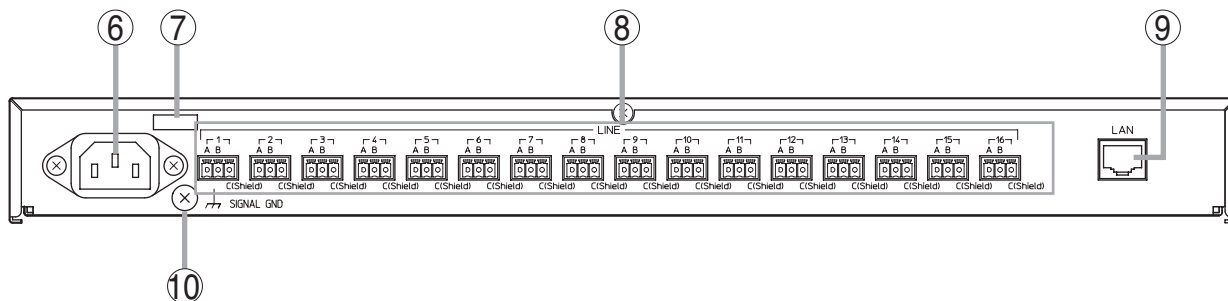 6 7 8 9
LINE
1 2 3 4 5 6 7 8 9 10 11 12 13 14 15 16
A B A B A B A B A B A B A B A B A B A B A B A B A B A B A B A B
LAN
C(Shield) C(Shield) C(Shield) C(Shield) C(Shield) C(Shield) C(Shield) C(Shield) C(Shield) C(Shield) C(Shield) C(Shield) C(Shield) C(Shield) C(Shield) C(Shield)
SIGNAL GND
10